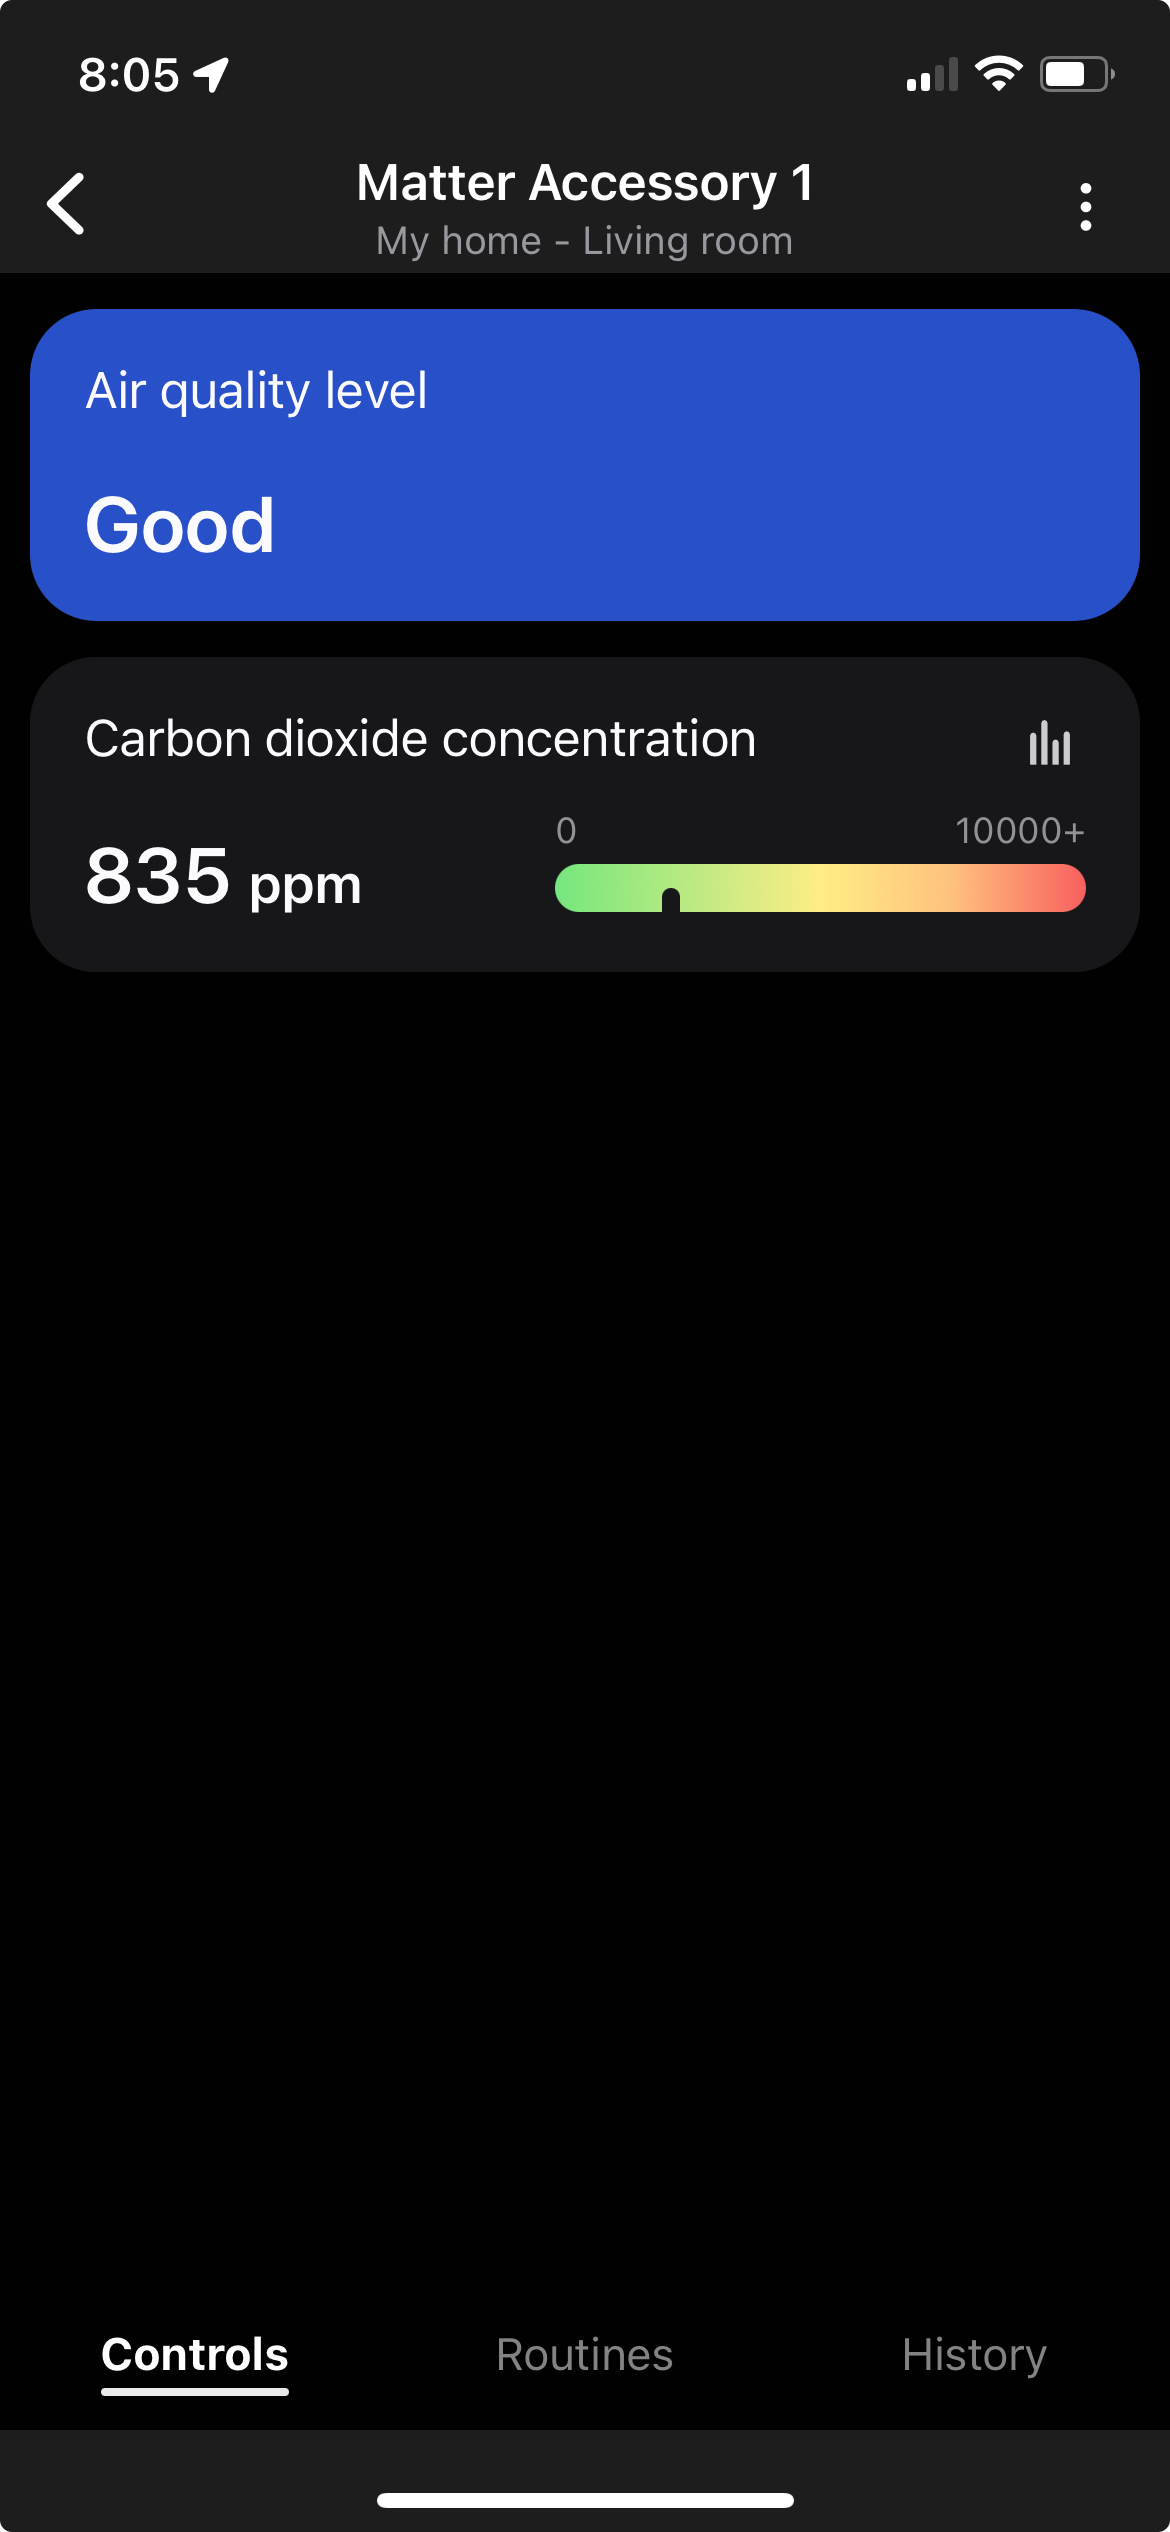 8:05
Matter Accessory 1
My home - Living room
Air quality level
Good
Carbon dioxide concentration
0 10000+
835 ppm
Controls Routines History